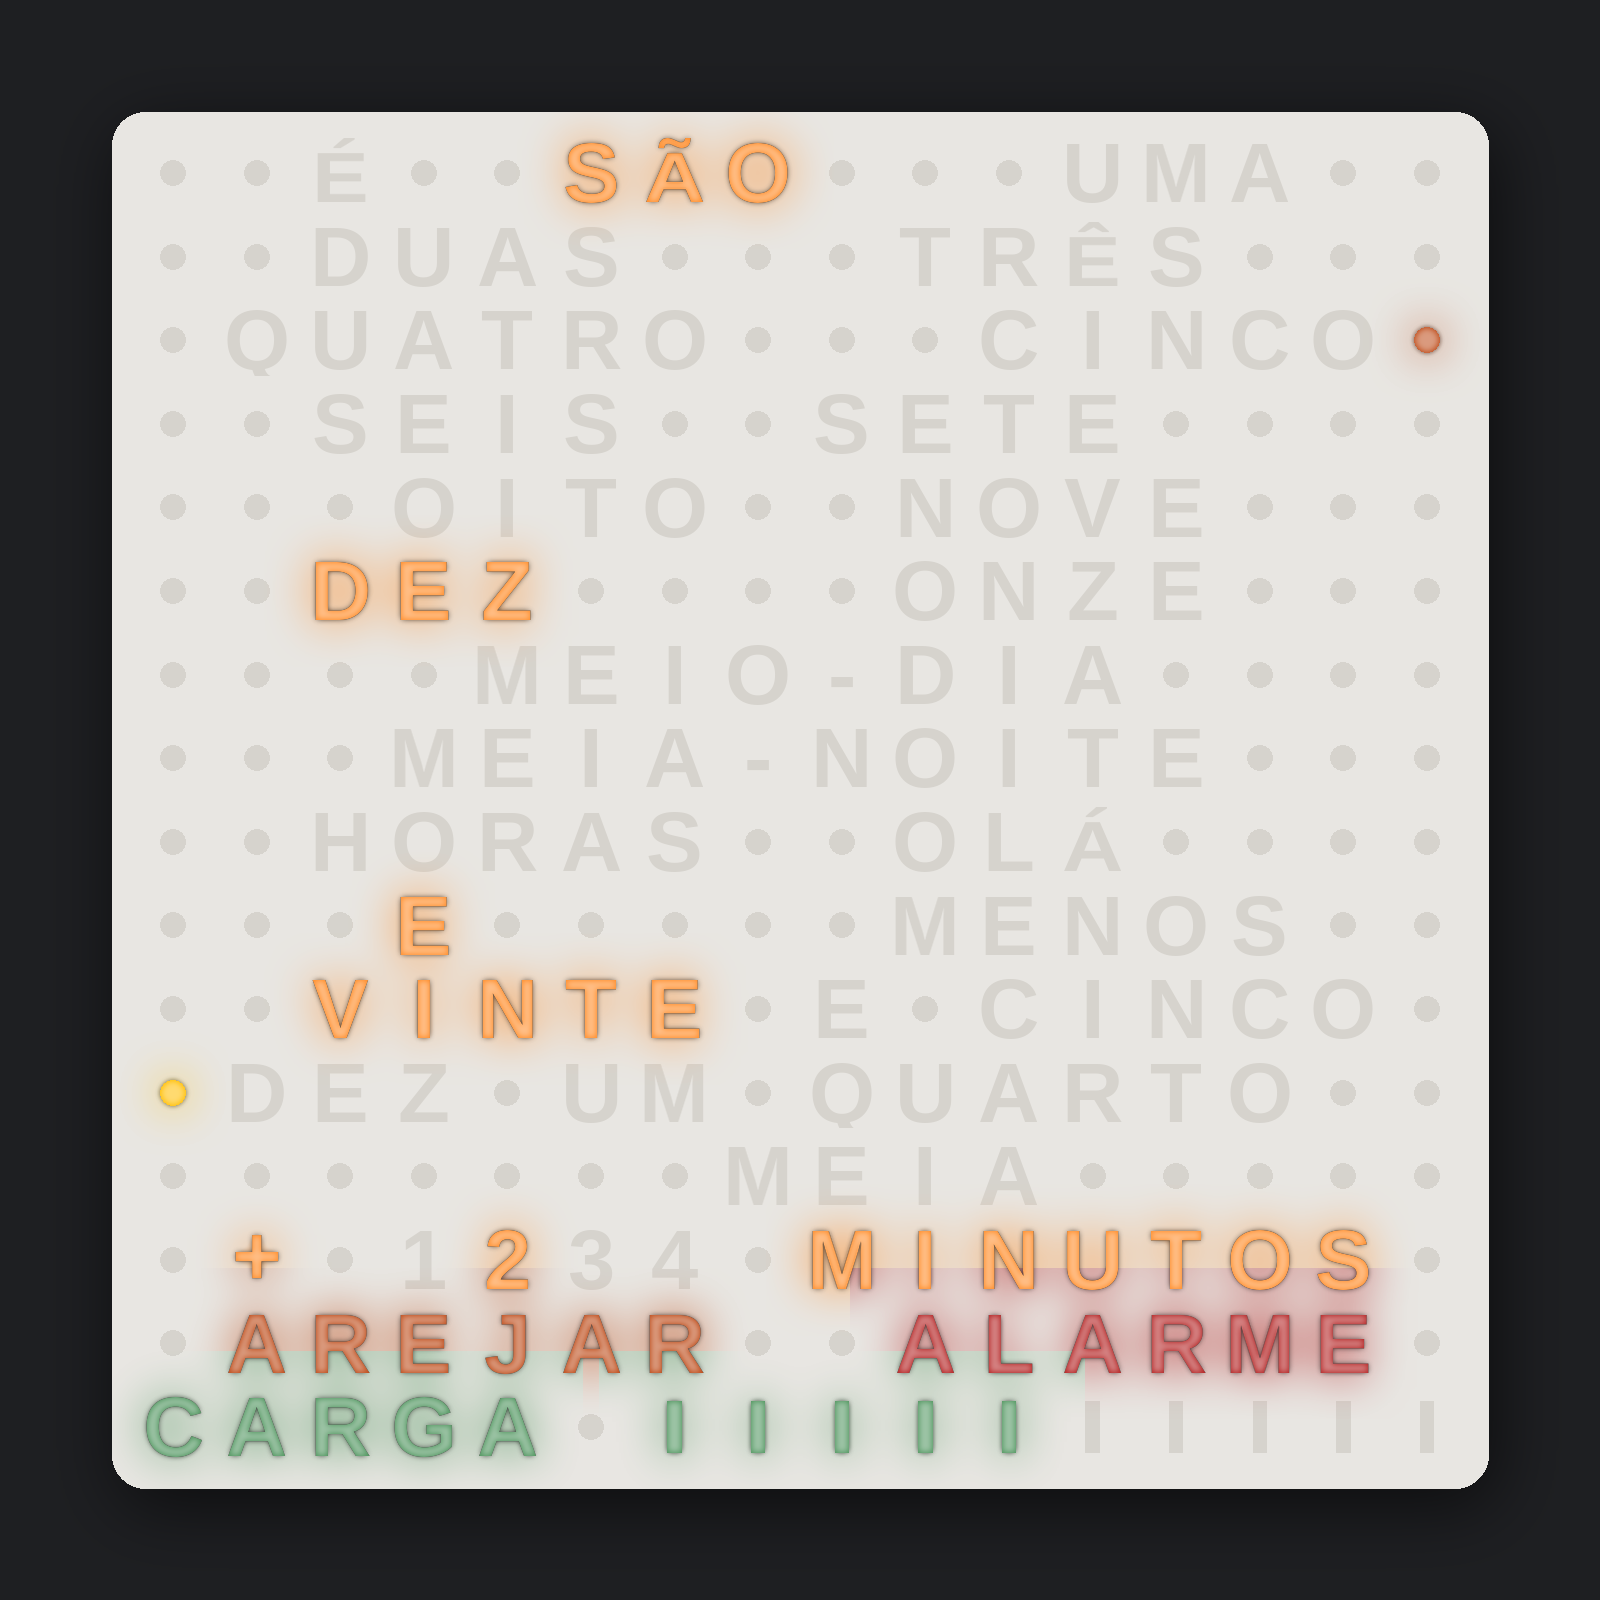 É SÃO UMA
DUAS TRÊS
QUATRO CINCO
SEIS SETE
OITO NOVE
DEZ ONZE
MEIO-DIA
MEIA-NOITE
HORAS OLÁ
E MENOS
VINTE E CINCO
DEZ UM QUARTO
MEIA
+ 1 2 3 4 MINUTOS
AREJAR ALARME
CARGA I I I I I I I I I I